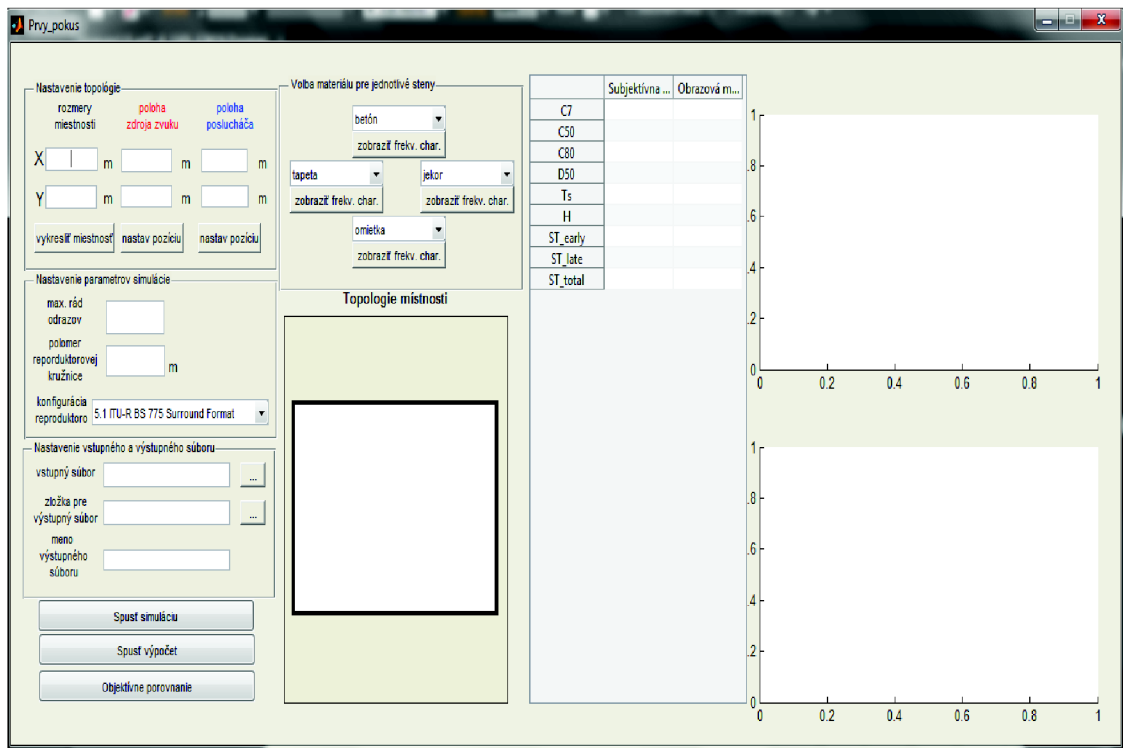 Prvy_pokus
Nastavenie topológie
rozmery
miestnosti
poloha
zdroja zvuku
poloha
poslucháča
X m m m
Y m m m
vykresliť miestnosť nastav pozíciu nastav pozíciu
Nastavenie parametrov simulácie
max. rád
odrazov
polomer
reporduktorovej
kružnice
m
konfigurácia
reproduktoro
5.1 ITU-R BS 775 Surround Format
Nastavenie vstupného a výstupného súboru
vstupný súbor ...
zložka pre
výstupný súbor ...
meno
výstupného
súboru
Spusť simuláciu
Spusť výpočet
Objektívne porovnanie
Volba materiálu pre jednotlivé steny
betón
zobraziť frekv. char.
tapeta jekor
zobraziť frekv. char. zobraziť frekv. char.
omietka
zobraziť frekv. char.
Topologie místnosti
Subjektívna ... Obrazová m...
C7
C50
C80
D50
Ts
H
ST_early
ST_late
ST_total
1
.8
.6
.4
.2
0
0 0.2 0.4 0.6 0.8 1
1
.8
.6
.4
.2
0
0 0.2 0.4 0.6 0.8 1